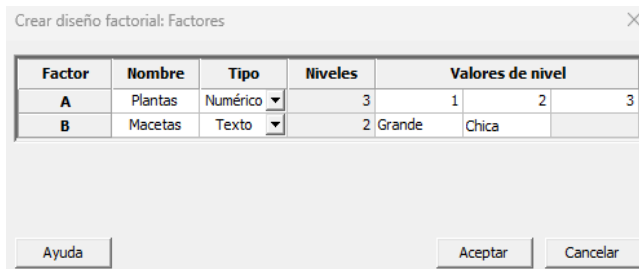 Crear diseño factorial: Factores
Factor Nombre Tipo Niveles Valores de nivel
A Plantas Numérico 3 1 2 3
B Macetas Texto 2 Grande Chica
Ayuda Aceptar Cancelar